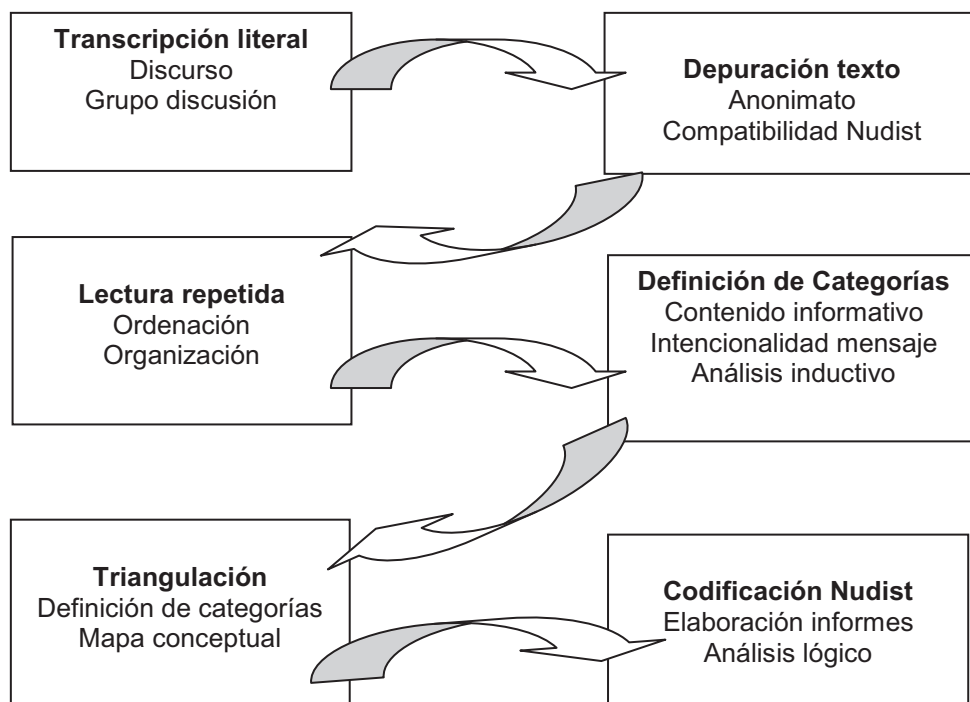 Transcripción literal
Discurso
Grupo discusión
Depuración texto
Anonimato
Compatibilidad Nudist
Lectura repetida
Ordenación
Organización
Definición de Categorías
Contenido informativo
Intencionalidad mensaje
Análisis inductivo
Triangulación
Definición de categorías
Mapa conceptual
Codificación Nudist
Elaboración informes
Análisis lógico